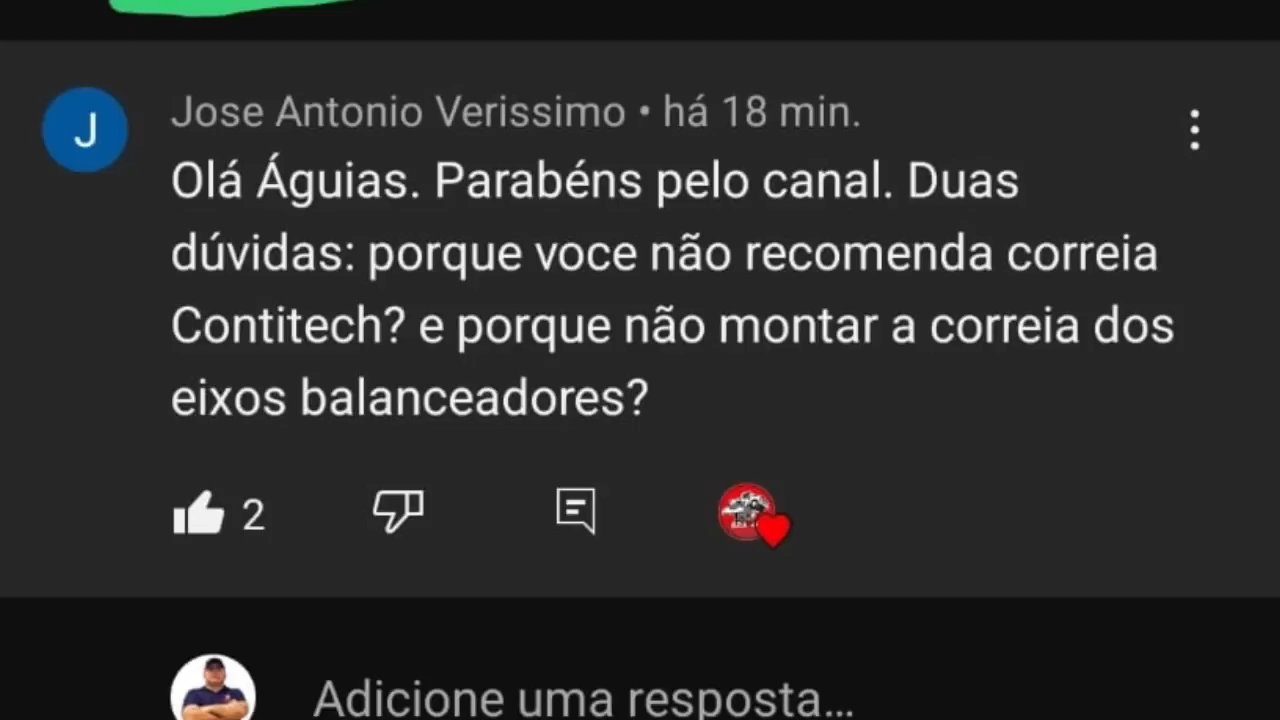 J
Jose Antonio Verissimo • há 18 min.
Olá Águias. Parabéns pelo canal. Duas
dúvidas: porque voce não recomenda correia
Contitech? e porque não montar a correia dos
eixos balanceadores?
2
Adicione uma resposta...